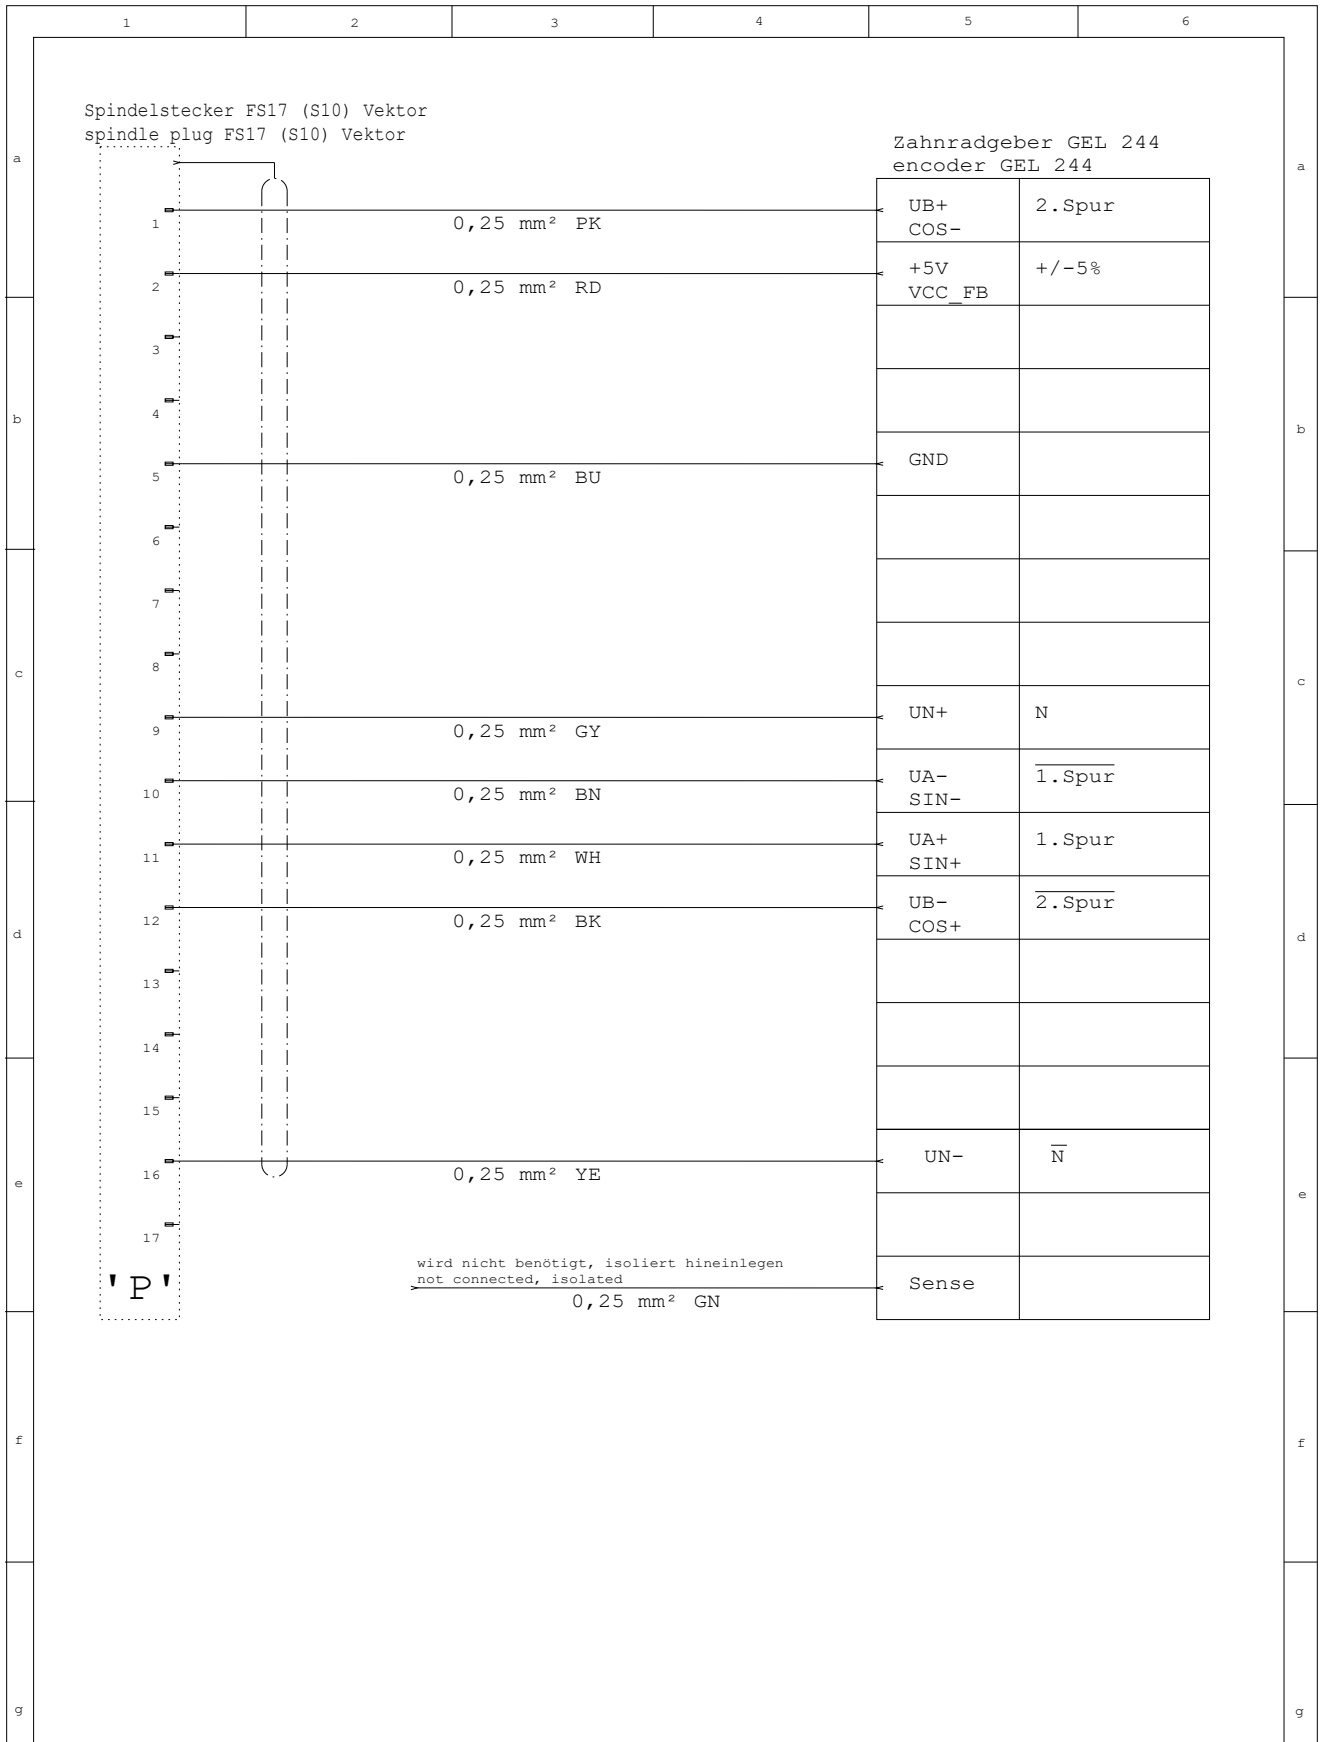 1 2 3 4 5 6
Spindelstecker FS17 (S10) Vektor
spindle plug FS17 (S10) Vektor
Zahnradgeber GEL 244
encoder GEL 244
a a
1 0,25 mm² PK UB+ 2.Spur
COS-
2 0,25 mm² RD +5V +/-5%
VCC_FB
3
4
b b
5 0,25 mm² BU GND
6
7
8
c c
9 0,25 mm² GY UN+ N
10 0,25 mm² BN UA- 1.Spur
SIN-
11 0,25 mm² WH UA+ 1.Spur
SIN+
12 0,25 mm² BK UB- 2.Spur
COS+
d d
13
14
15
16 0,25 mm² YE UN- N
e e
17
wird nicht benötigt, isoliert hineinlegen
not connected, isolated
'P' 0,25 mm² GN Sense
f f
g g